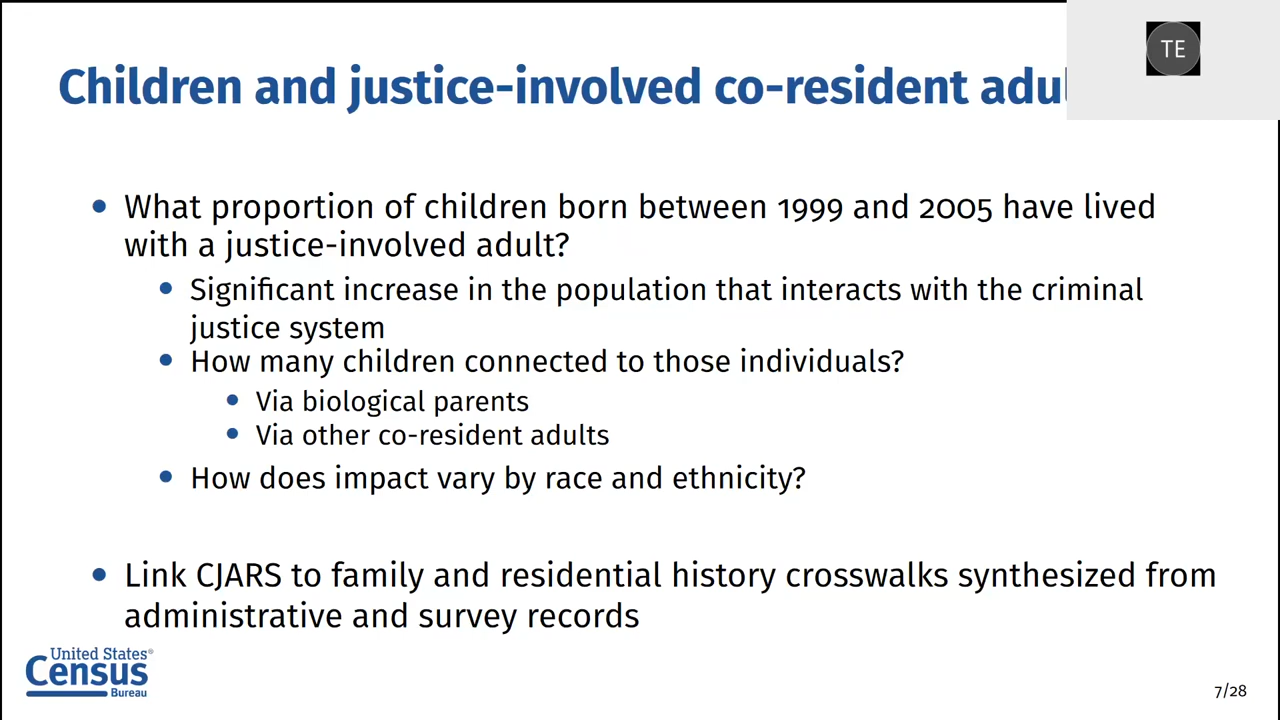 TE
Children and justice-involved co-resident adul
What proportion of children born between 1999 and 2005 have lived
with a justice-involved adult?
Significant increase in the population that interacts with the criminal
justice system
How many children connected to those individuals?
Via biological parents
Via other co-resident adults
How does impact vary by race and ethnicity?
Link CJARS to family and residential history crosswalks synthesized from
administrative and survey records
United States®
Census
Bureau
7/28